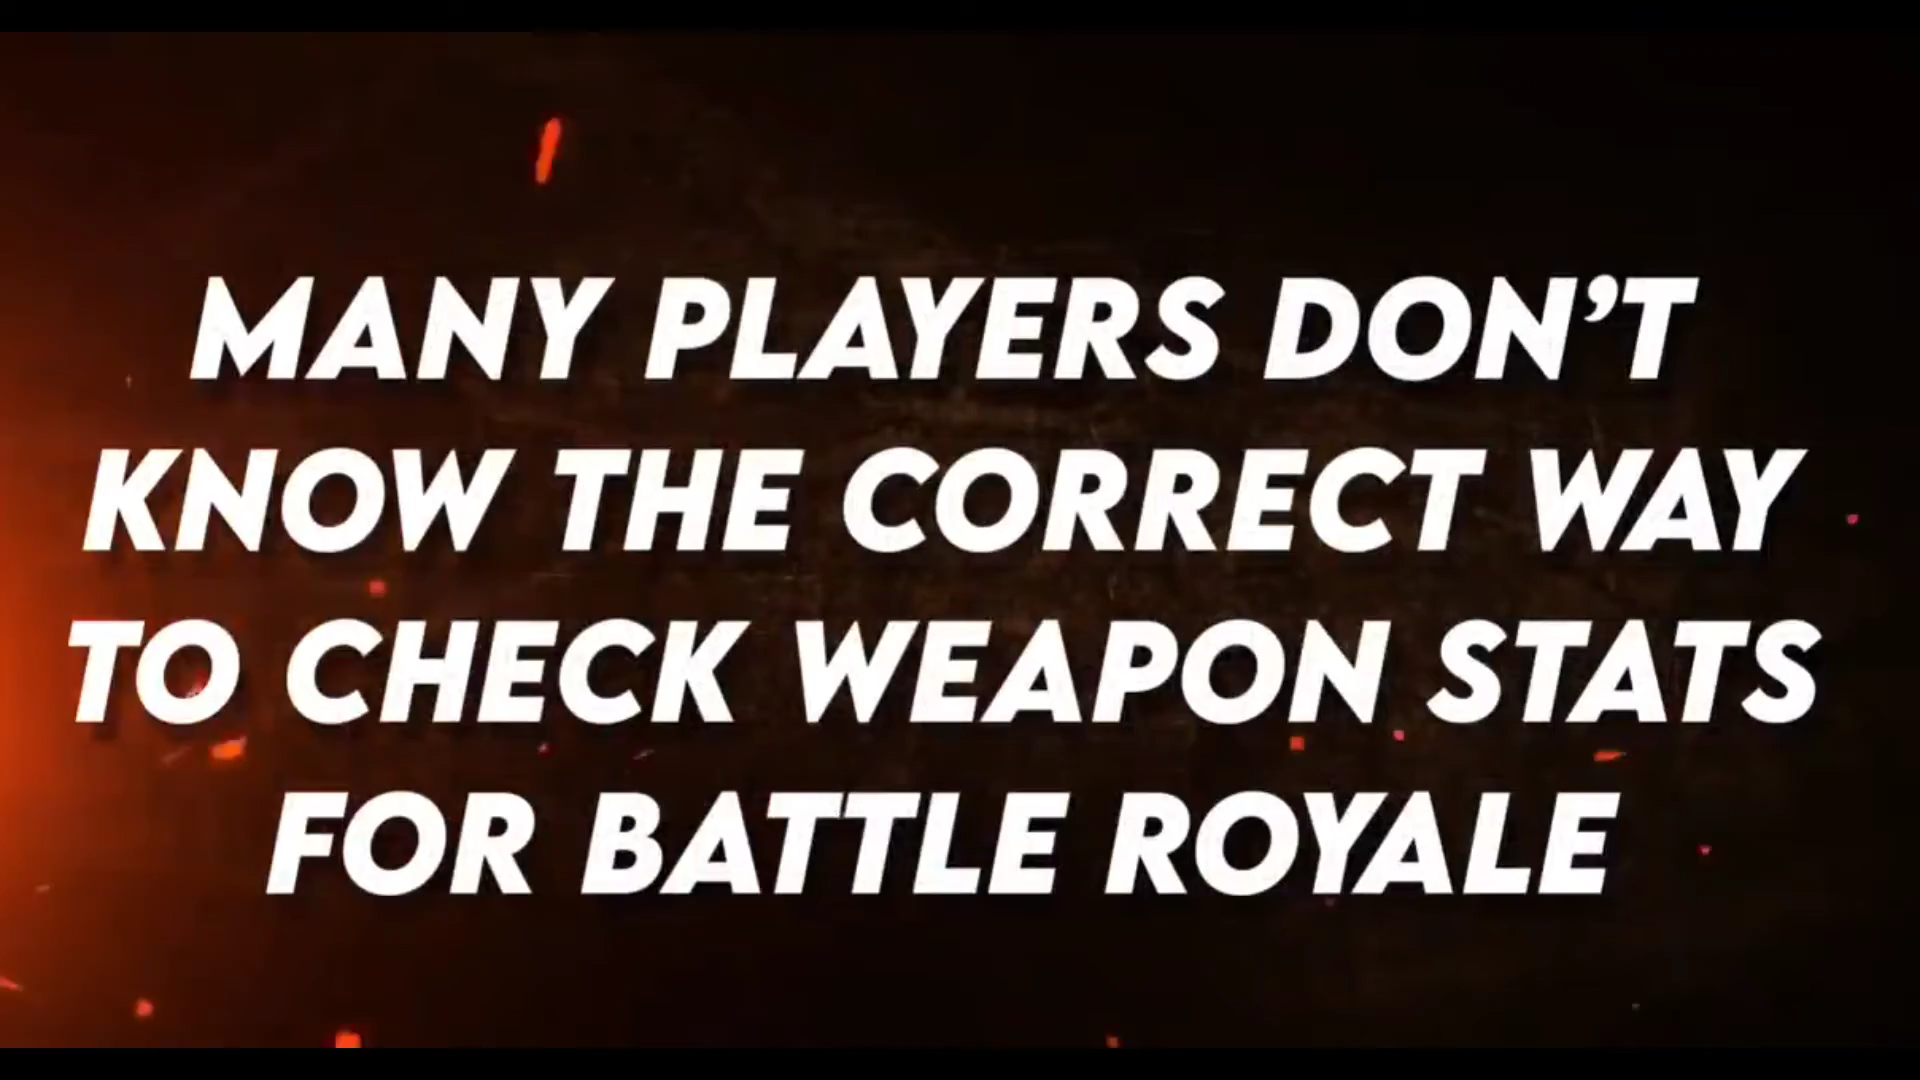 MANY PLAYERS DON’T
KNOW THE CORRECT WAY
TO CHECK WEAPON STATS
FOR BATTLE ROYALE